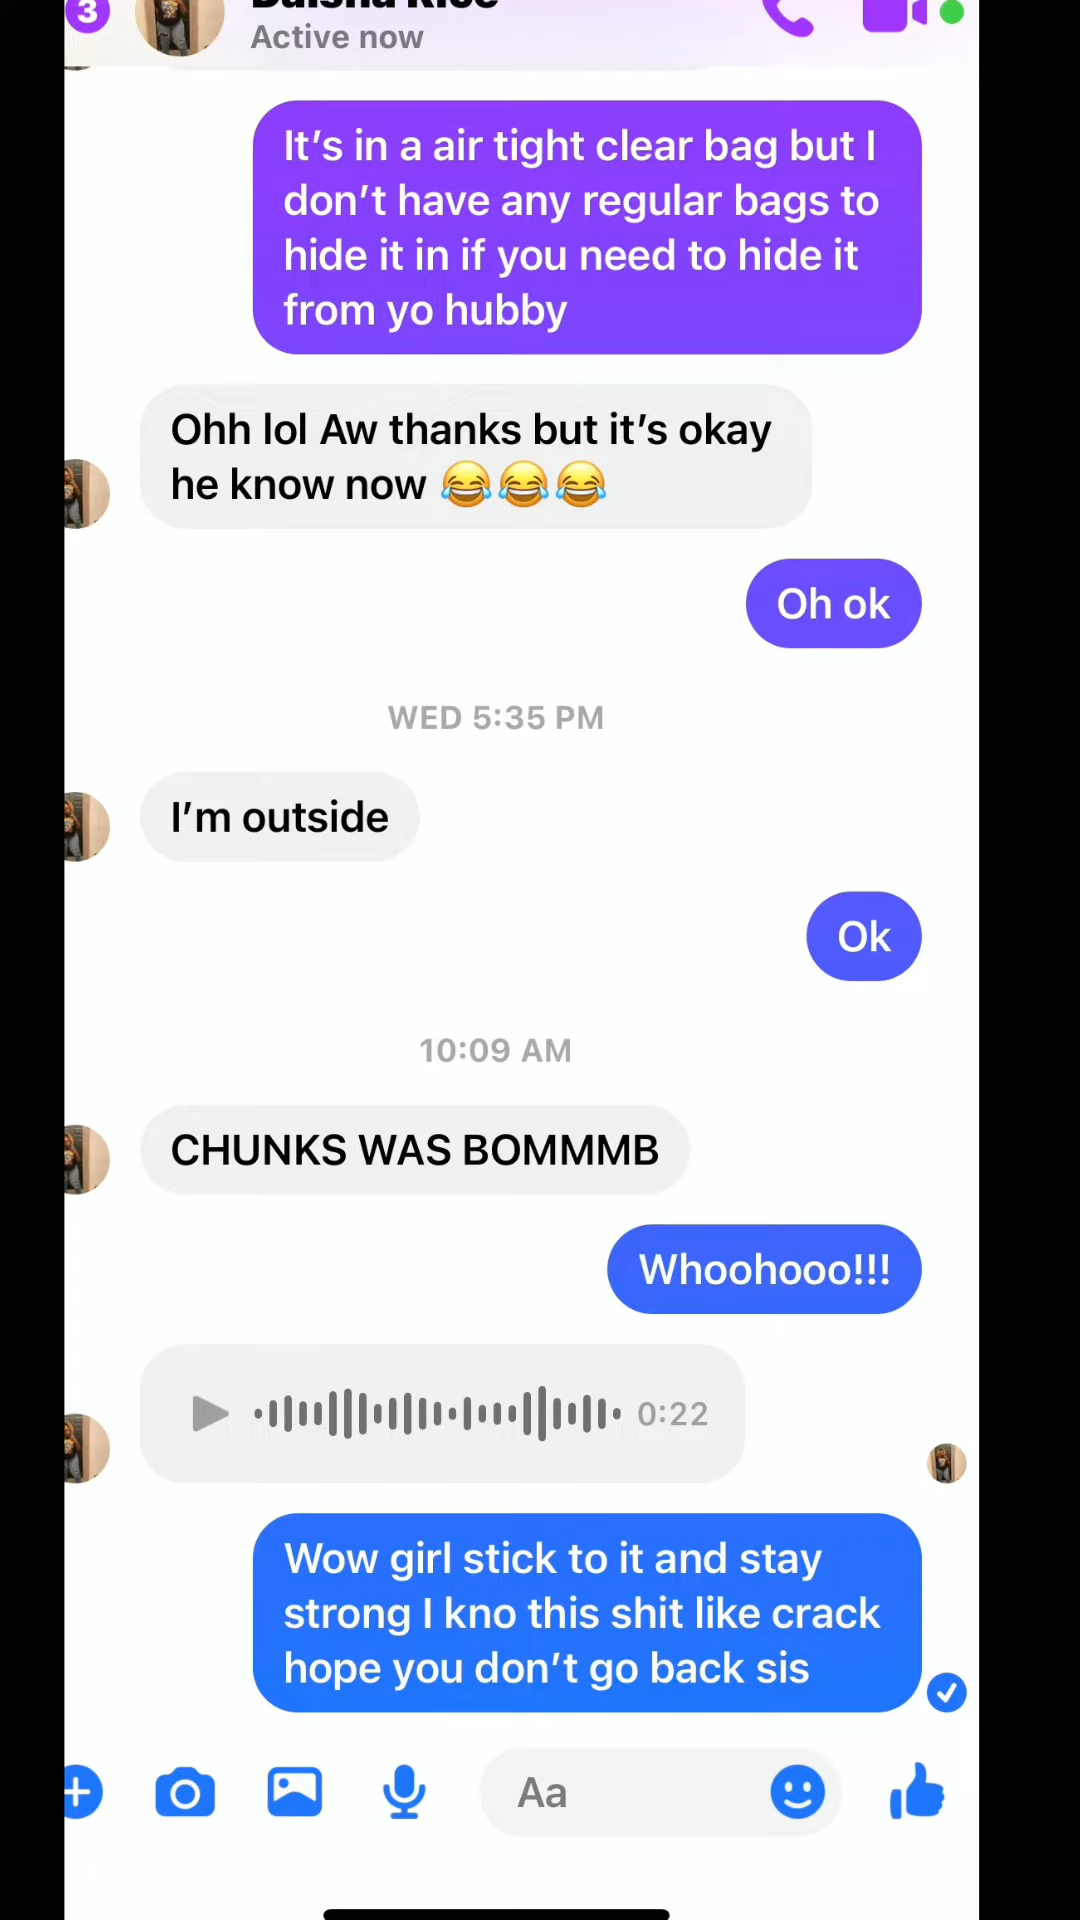 3
Active now
It's in a air tight clear bag but I
don't have any regular bags to
hide it in if you need to hide it
from yo hubby
Ohh lol Aw thanks but it's okay
he know now 😂😂😂
Oh ok
WED 5:35 PM
I'm outside
Ok
10:09 AM
CHUNKS WAS BOMMMB
Whoohooo!!!
0:22
Wow girl stick to it and stay
strong I kno this shit like crack
hope you don't go back sis
Aa